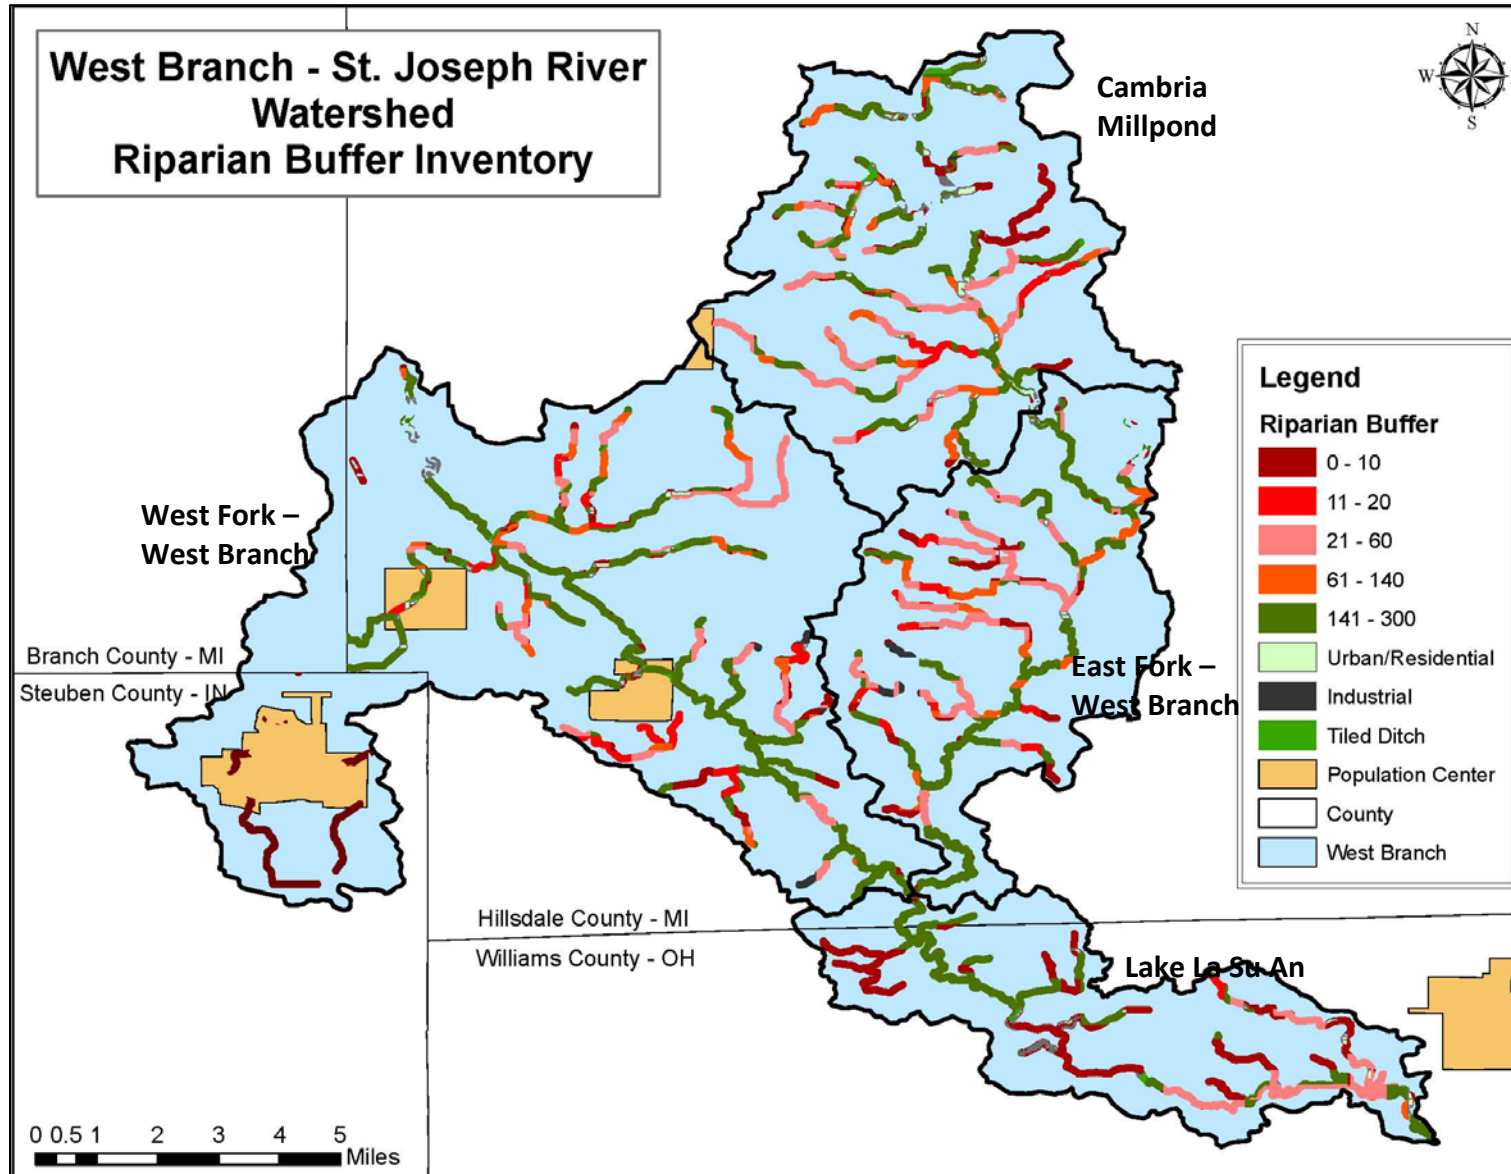 West Branch - St. Joseph River
Watershed
Riparian Buffer Inventory
N
W
S
Cambria
Millpond
West Fork –
West Branch
East Fork –
West Branch
Lake La Su An
Branch County - MI
Steuben County - IN
Hillsdale County - MI
Williams County - OH
Legend
Riparian Buffer
0 - 10
11 - 20
21 - 60
61 - 140
141 - 300
Urban/Residential
Industrial
Tiled Ditch
Population Center
County
West Branch
0 0.5 1 2 3 4 5
Miles